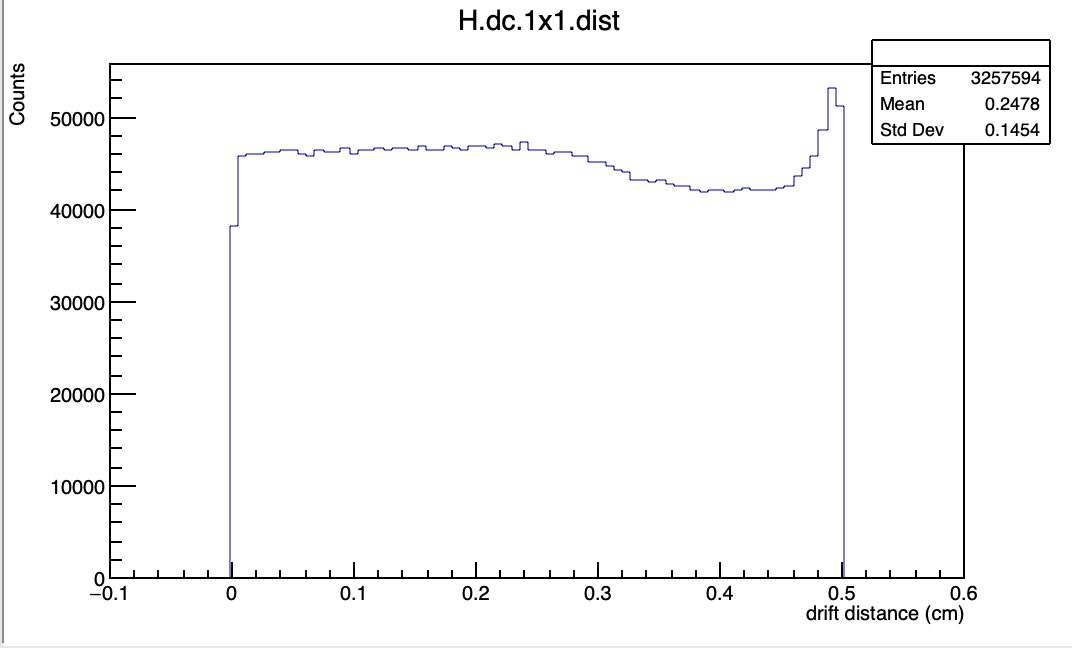 H.dc.1x1.dist
Counts
Entries 3257594
Mean 0.2478
Std Dev 0.1454
50000
40000
30000
20000
10000
0
−0.1 0 0.1 0.2 0.3 0.4 0.5 0.6
drift distance (cm)